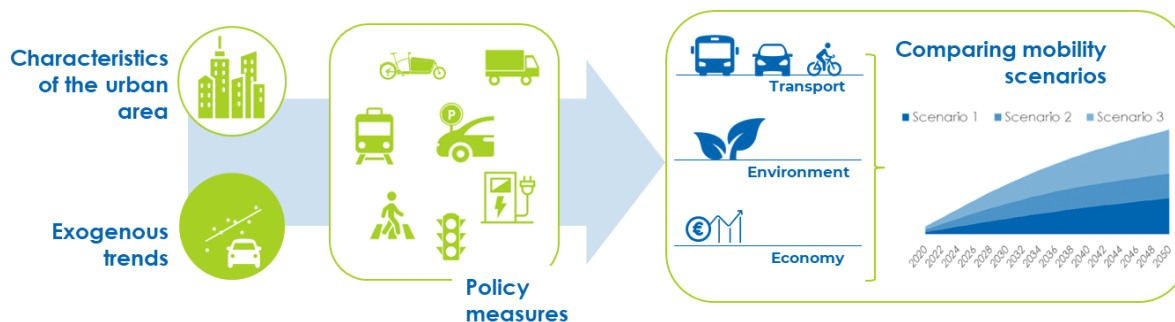 Characteristics
of the urban
area
Exogenous
trends
P
Policy
measures
Transport
Environment
€
Economy
Comparing mobility
scenarios
Scenario 1 Scenario 2 Scenario 3
2020 2022 2024 2026 2028 2030 2032 2034 2036 2038 2040 2042 2044 2046 2048 2050